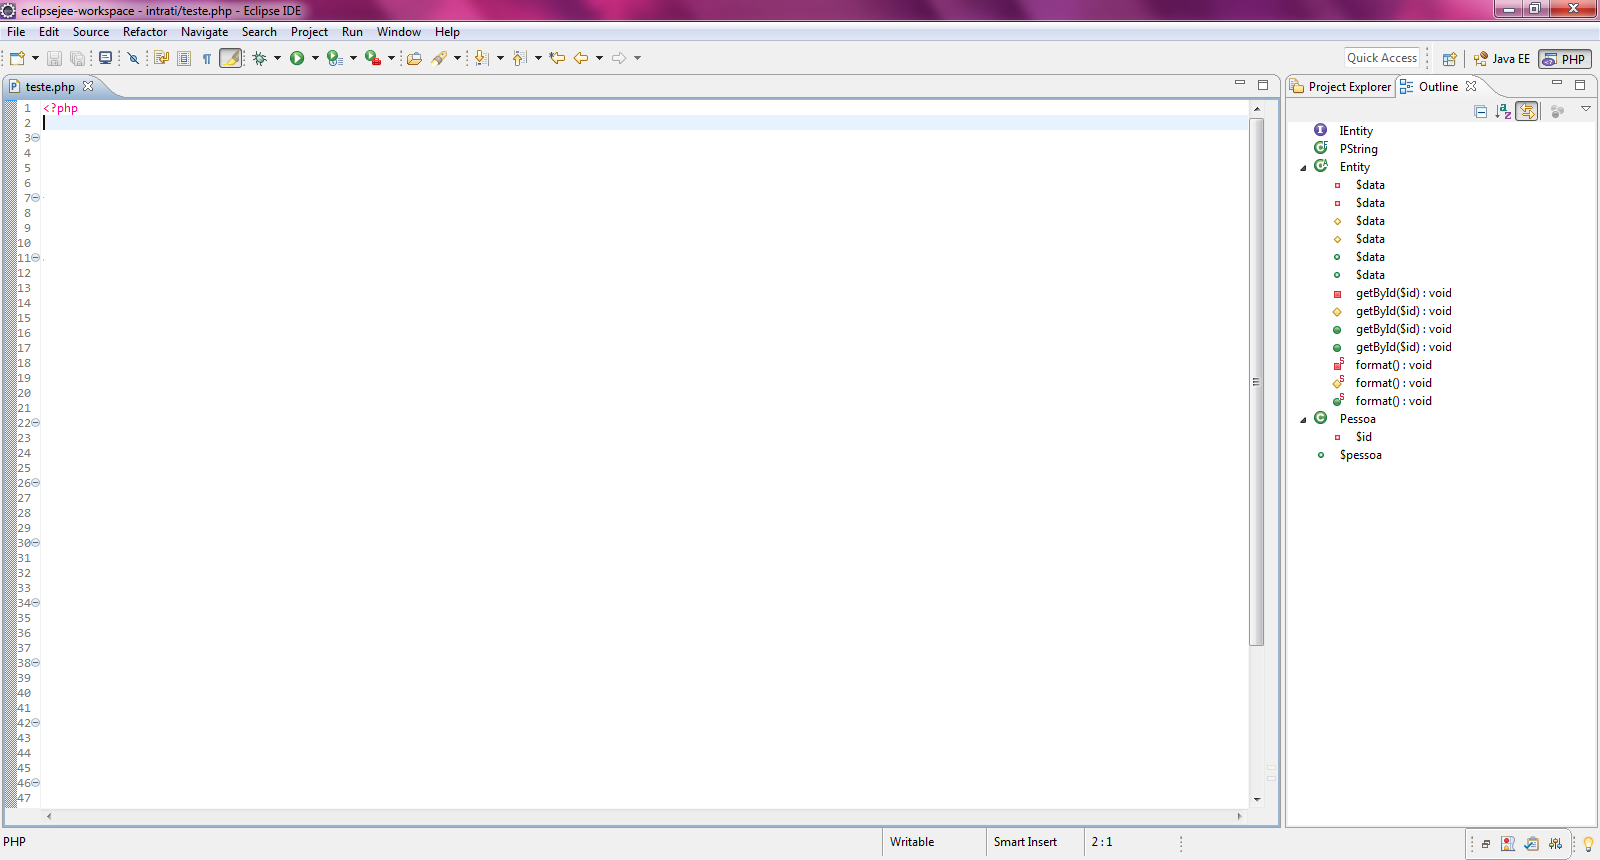 eclipsejee-workspace - intrati/teste.php - Eclipse IDE
File Edit Source Refactor Navigate Search Project Run Window Help
Quick Access Java EE PHP
teste.php
Project Explorer Outline
1 <?php
2
3
4
5
6
7
8
9
10
11
12
13
14
15
16
17
18
19
20
21
22
23
24
25
26
27
28
29
30
31
32
33
34
35
36
37
38
39
40
41
42
43
44
45
46
47
IEntity
PString
Entity
$data
$data
$data
$data
$data
$data
getById($id) : void
getById($id) : void
getById($id) : void
getById($id) : void
format() : void
format() : void
format() : void
Pessoa
$id
$pessoa
PHP Writable Smart Insert 2 : 1